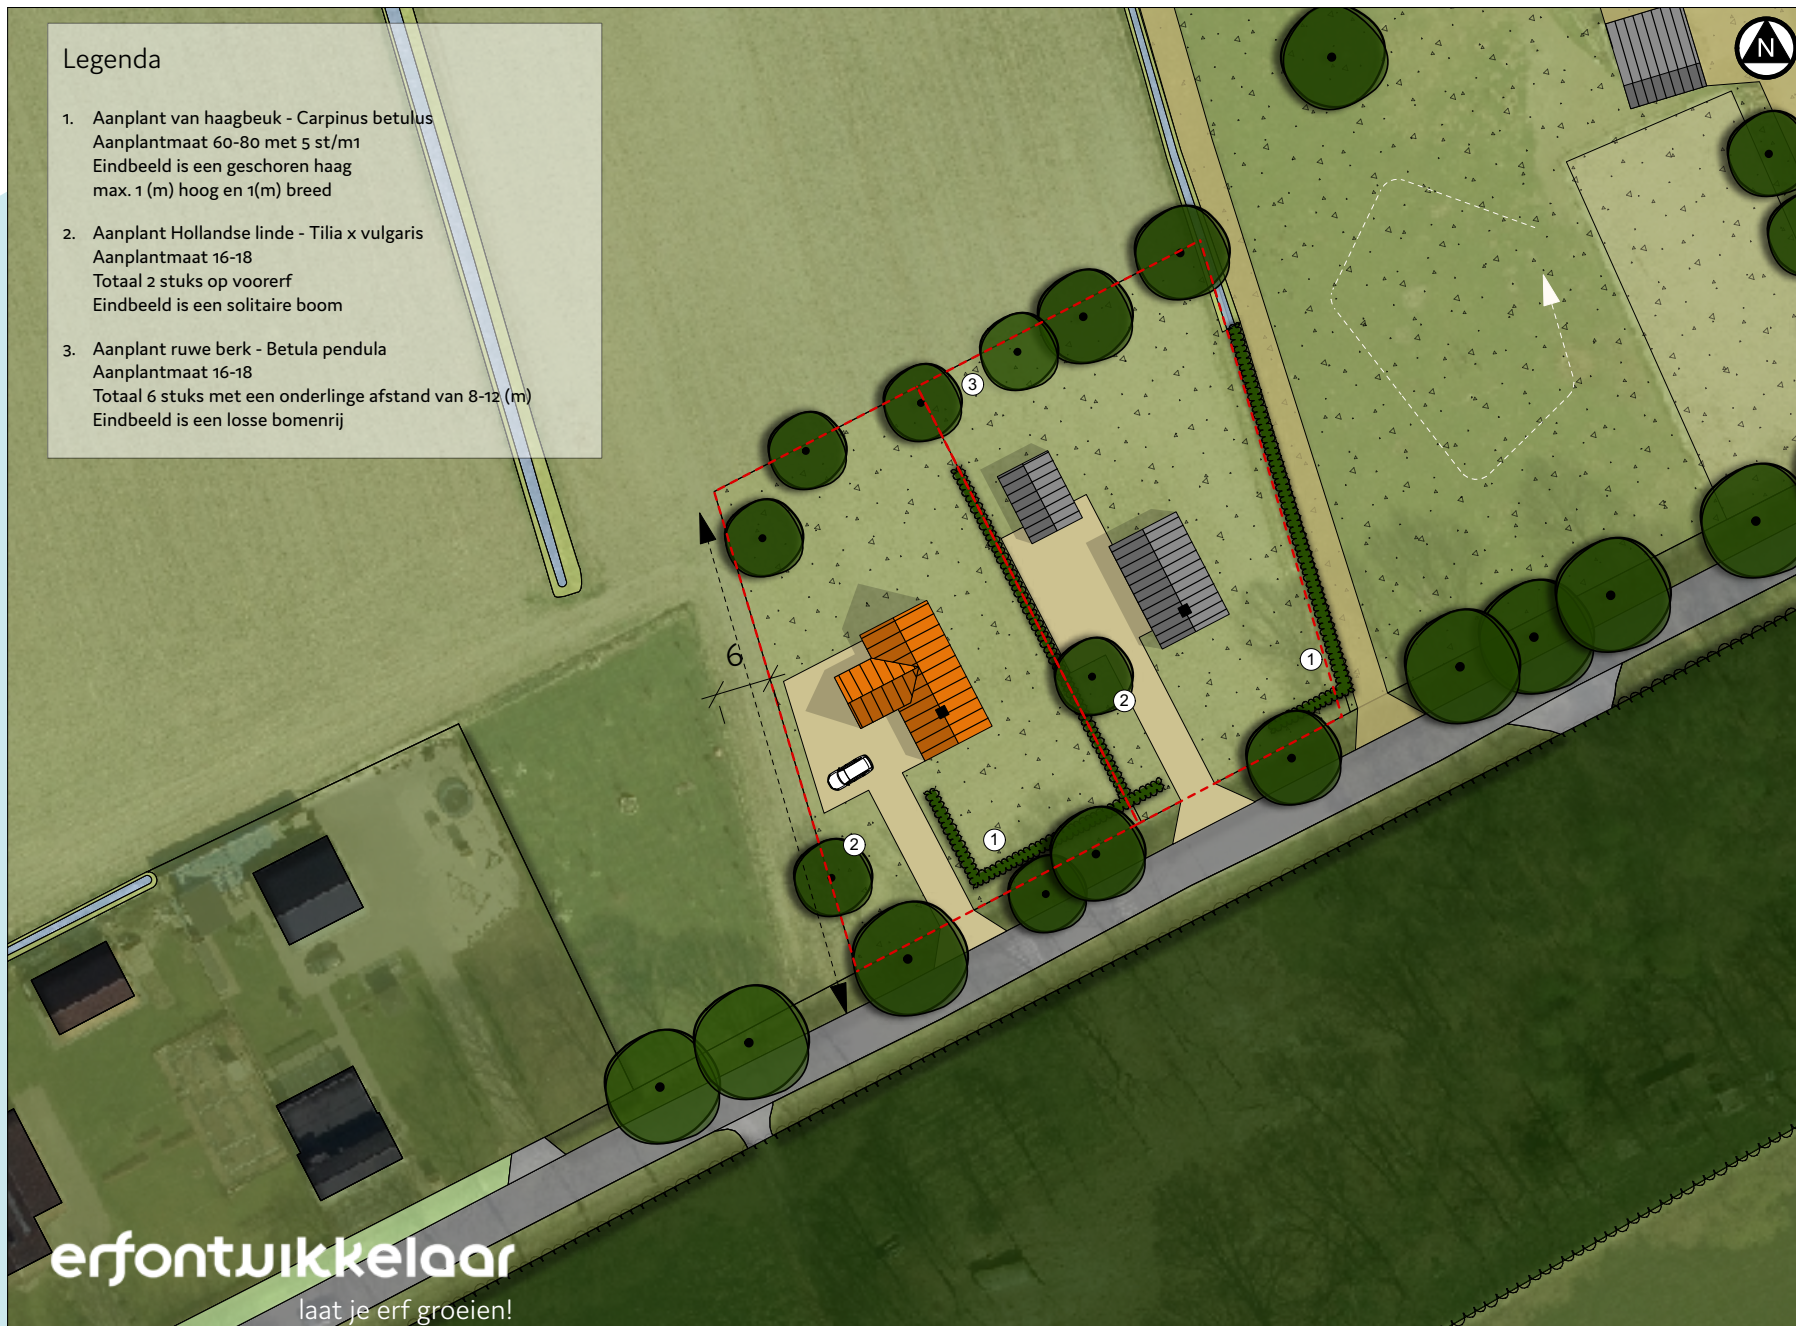 Legenda
1. Aanplant van haagbeuk - Carpinus betulus
Aanplantmaat 60-80 met 5 st/m1
Eindbeeld is een geschoren haag
max. 1 (m) hoog en 1(m) breed
2. Aanplant Hollandse linde - Tilia x vulgaris
Aanplantmaat 16-18
Totaal 2 stuks op voorerf
Eindbeeld is een solitaire boom
3. Aanplant ruwe berk - Betula pendula
Aanplantmaat 16-18
Totaal 6 stuks met een onderlinge afstand van 8-12 (m)
Eindbeeld is een losse bomenrij
N
3
6
1
2
1
2
erfontwikkelaar
laat je erf groeien!